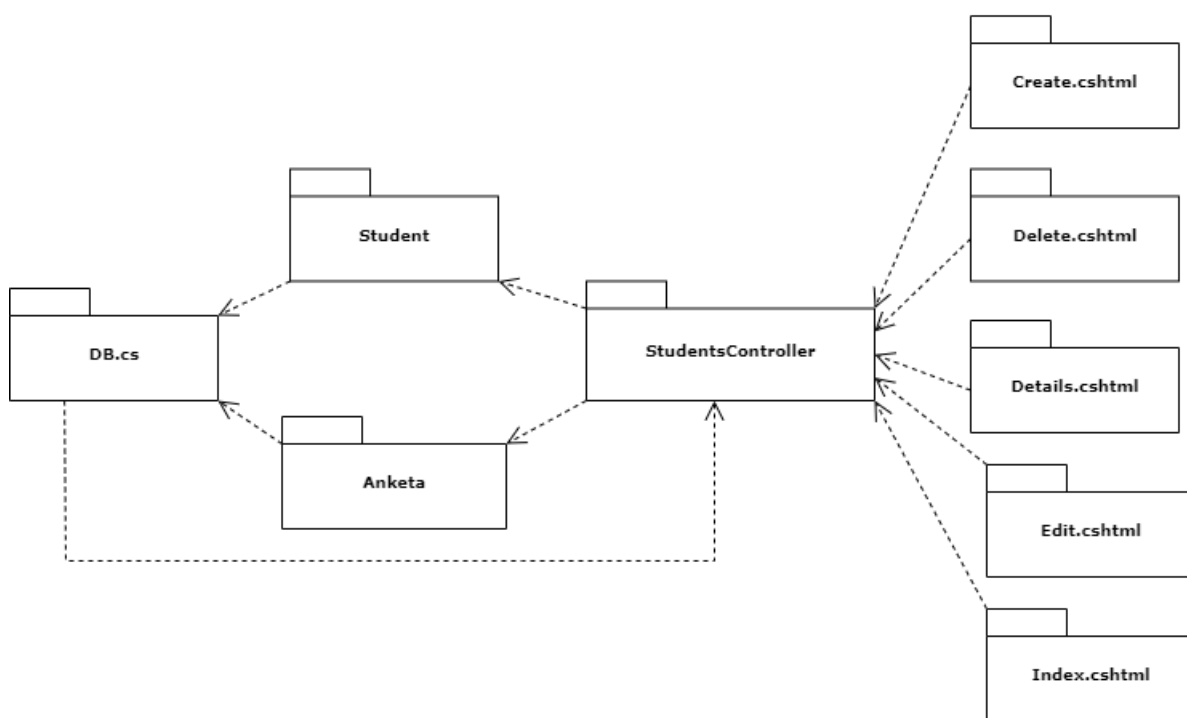 Create.cshtml
Student
Delete.cshtml
DB.cs
StudentsController
Details.cshtml
Anketa
Edit.cshtml
Index.cshtml